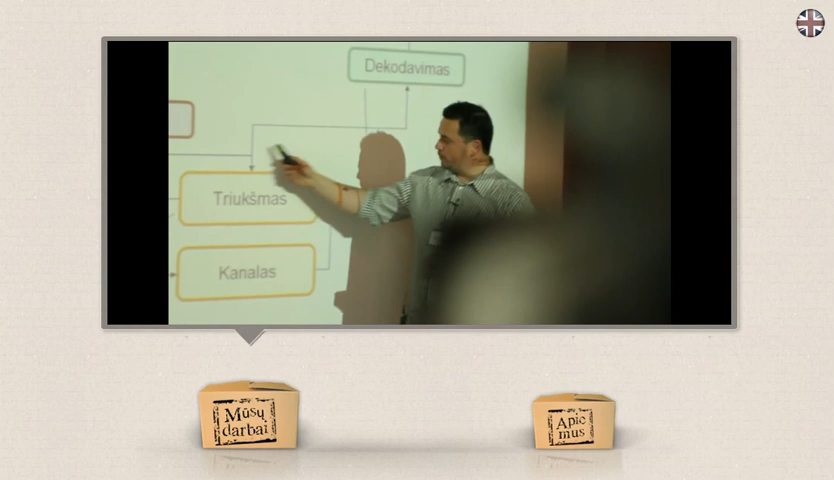 Dekodavimas
Triukšmas
Kanalas
Mūsų
darbai
Apie
mus